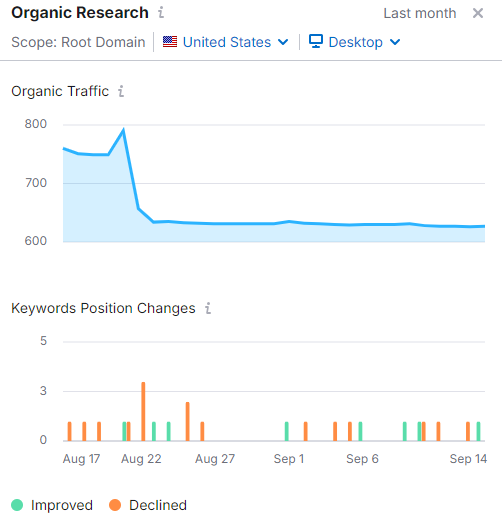 Organic Research i Last month ×
Scope: Root Domain United States Desktop
Organic Traffic i
800
700
600
Keywords Position Changes i
5
3
0
Aug 17 Aug 22 Aug 27 Sep 1 Sep 6 Sep 14
Improved Declined